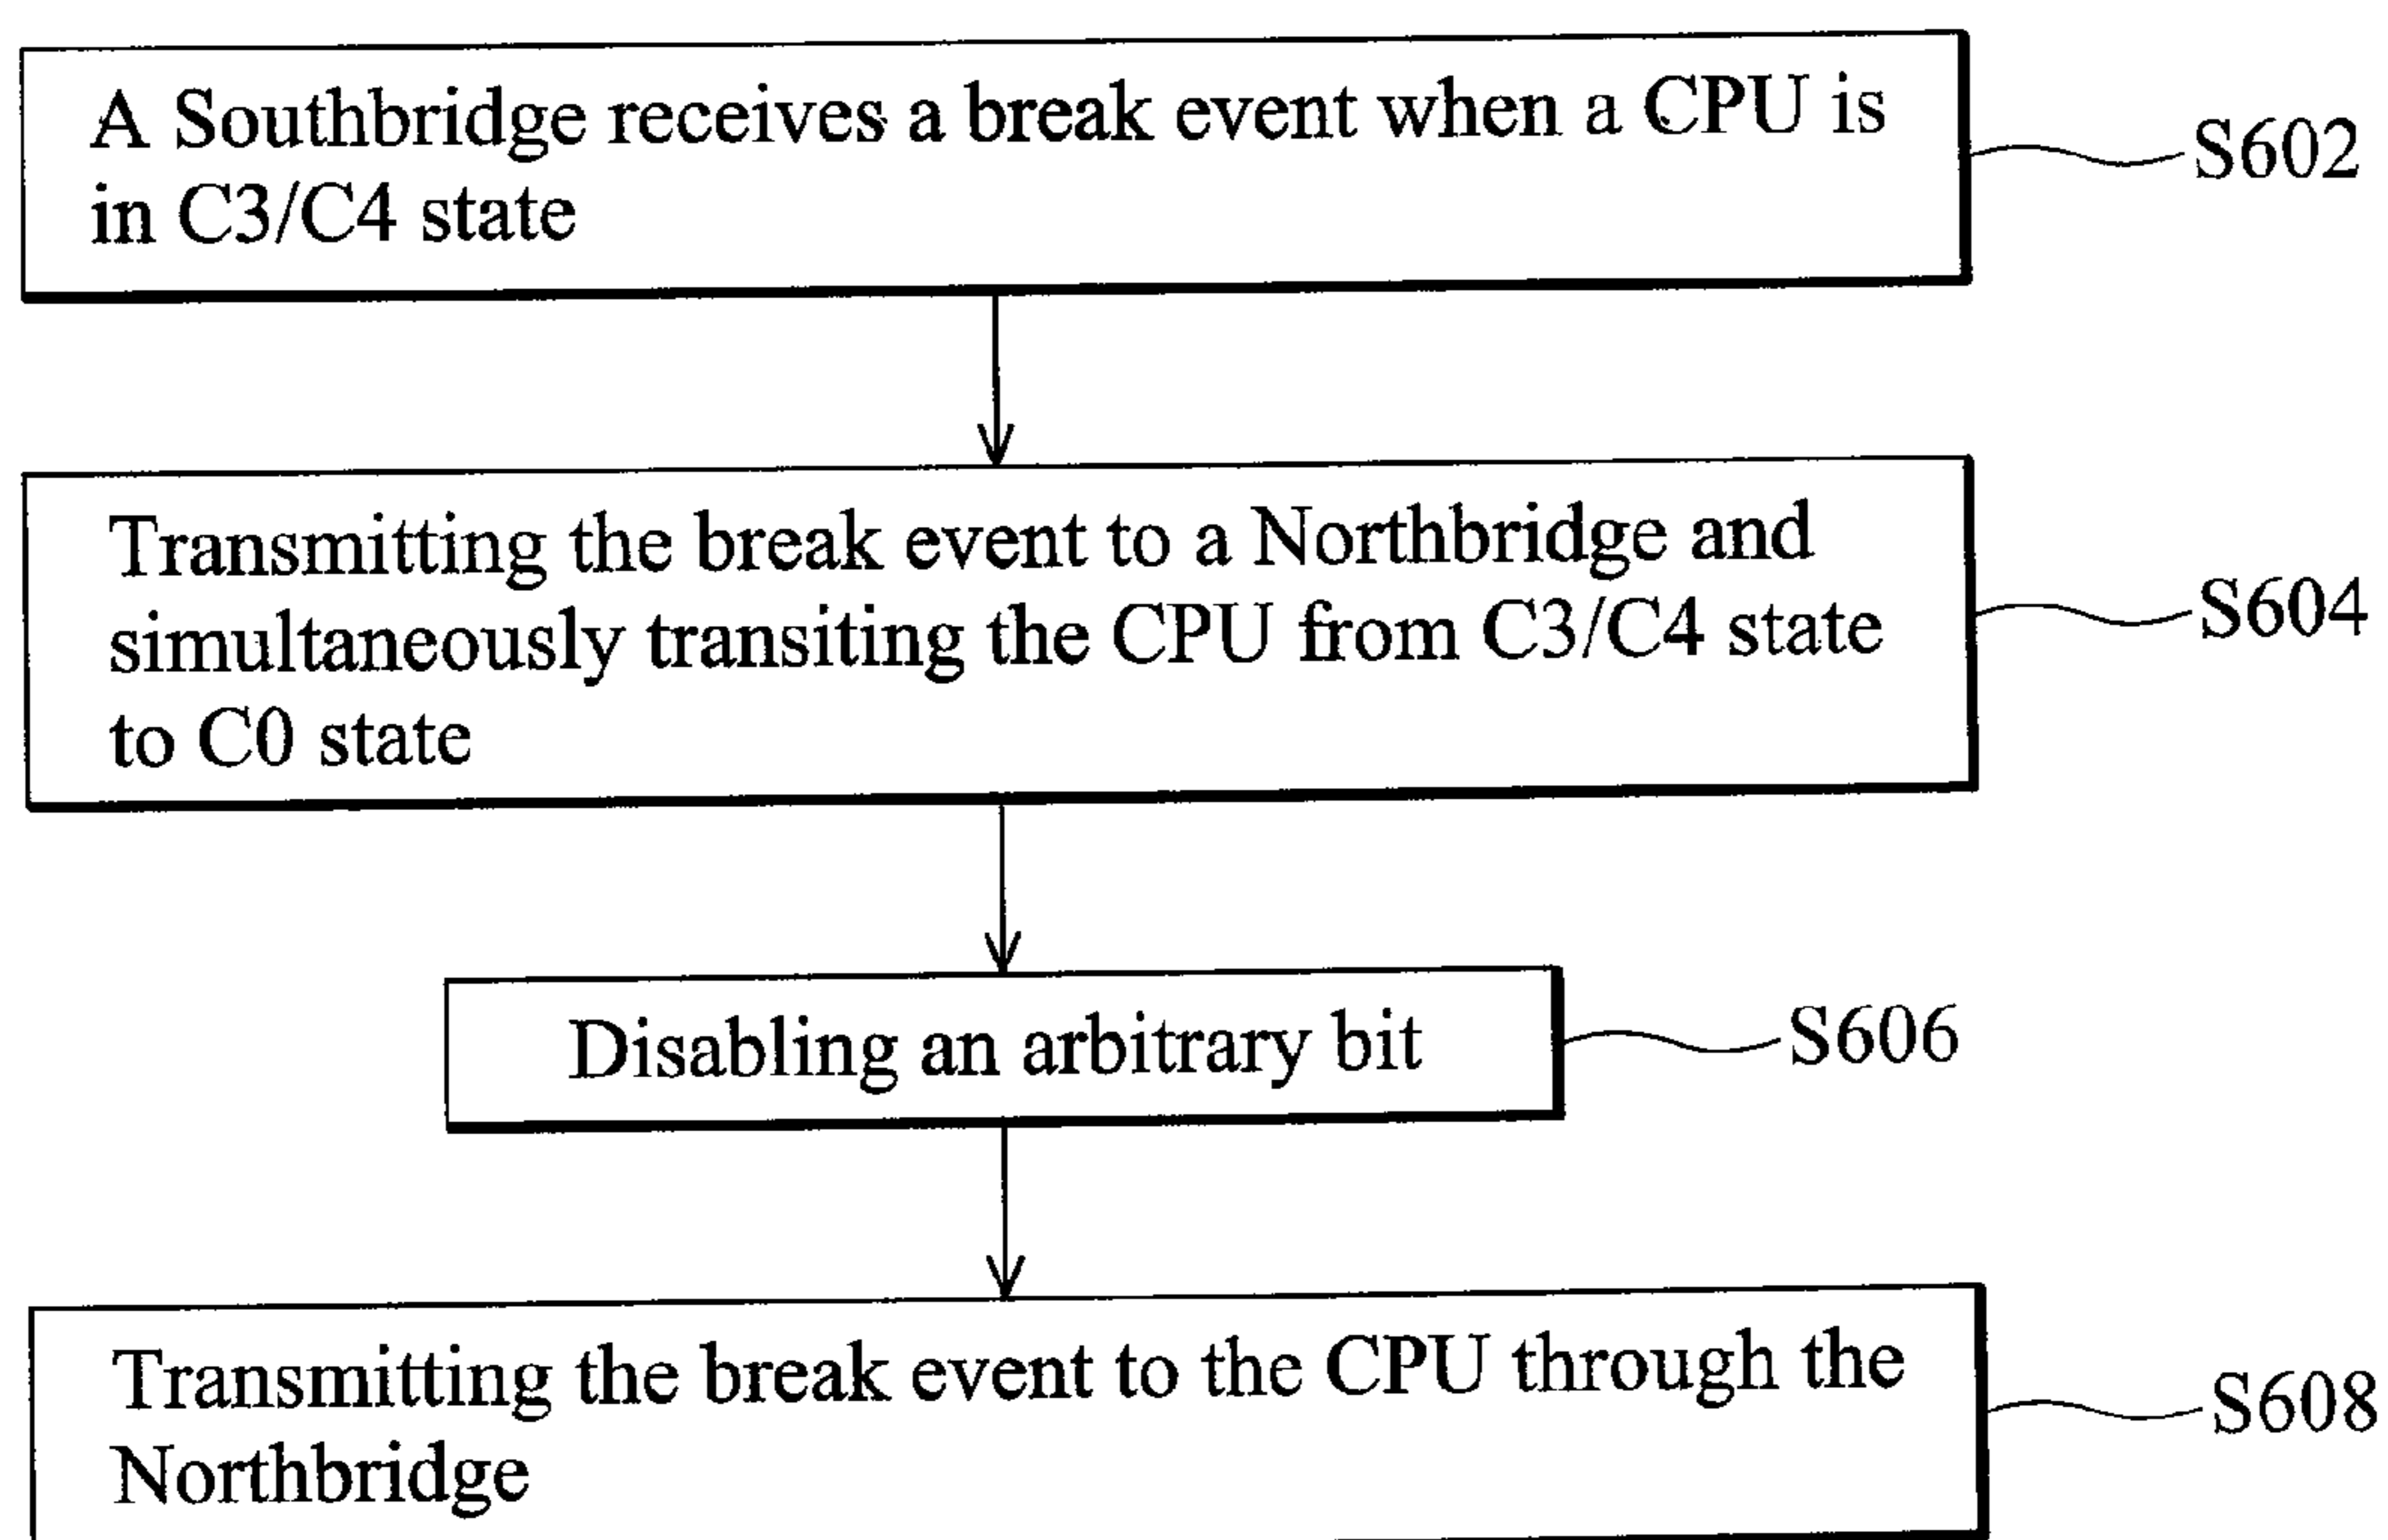 A Southbridge receives a break event when a CPU is
in C3/C4 state
S602
Transmitting the break event to a Northbridge and
simultaneously transiting the CPU from C3/C4 state
to C0 state
S604
Disabling an arbitrary bit
S606
Transmitting the break event to the CPU through the
Northbridge
S608